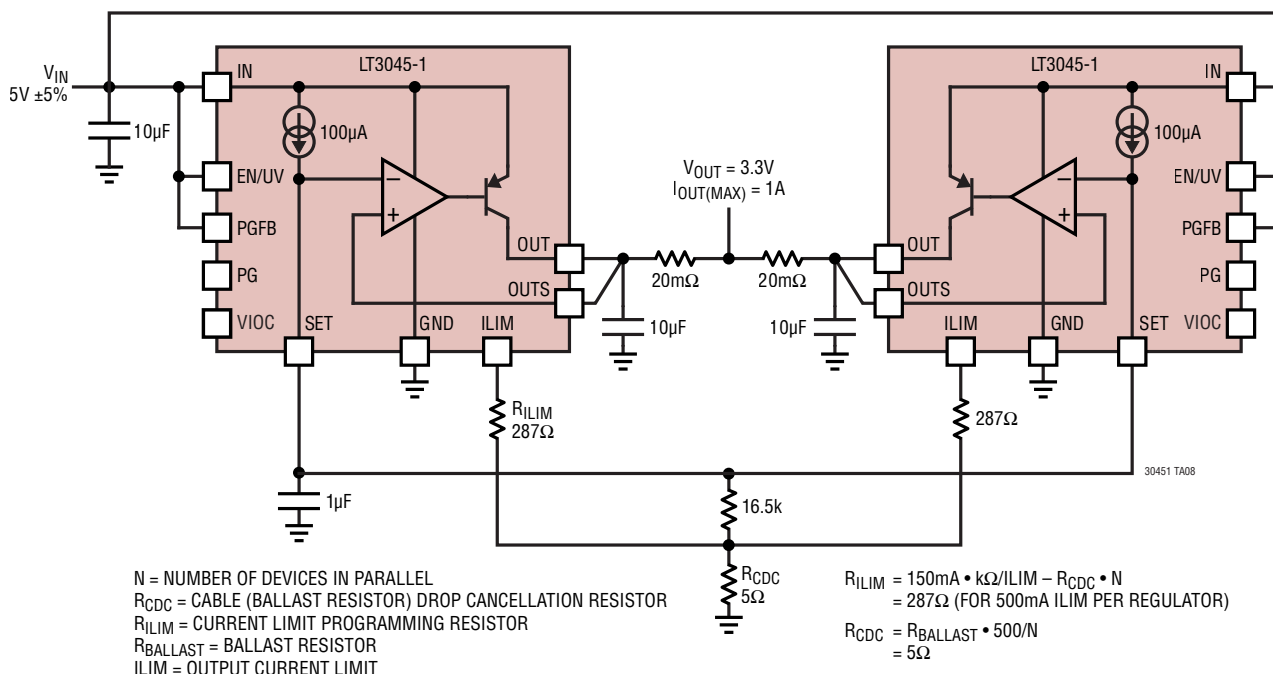 LT3045-1
LT3045-1
V_IN
5V ±5%
IN
IN
10µF
100µA
100µA
V_OUT = 3.3V
I_OUT(MAX) = 1A
EN/UV
EN/UV
–
+
–
+
PGFB
PGFB
OUT
OUT
PG
PG
OUTS
OUTS
20mΩ
20mΩ
VIOC
VIOC
10µF
10µF
SET
GND
ILIM
ILIM
GND
SET
R_ILIM
287Ω
287Ω
30451 TA08
1µF
16.5k
R_CDC
5Ω
N = NUMBER OF DEVICES IN PARALLEL
R_CDC = CABLE (BALLAST RESISTOR) DROP CANCELLATION RESISTOR
R_ILIM = CURRENT LIMIT PROGRAMMING RESISTOR
R_BALLAST = BALLAST RESISTOR
ILIM = OUTPUT CURRENT LIMIT
R_ILIM = 150mA • kΩ/ILIM – R_CDC • N
= 287Ω (FOR 500mA ILIM PER REGULATOR)
R_CDC = R_BALLAST • 500/N
= 5Ω